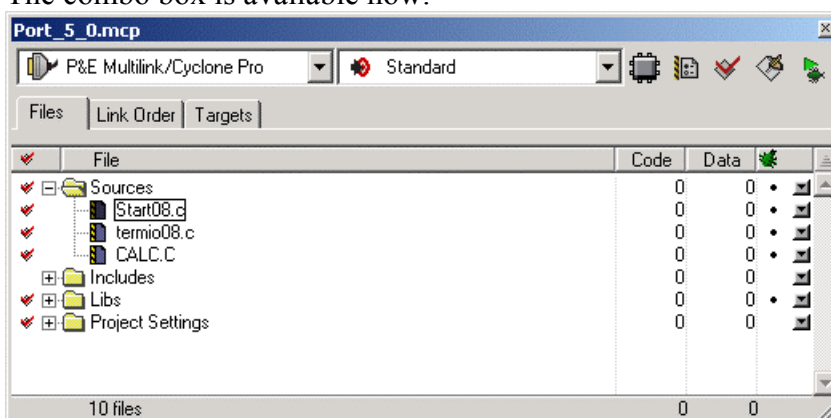 The combo box is available now.
Port_5_0.mcp
P&E Multilink/Cyclone Pro Standard
Files Link Order Targets
File Code Data
Sources 0 0
Start08.c 0 0
termio08.c 0 0
CALC.C 0 0
Includes 0 0
Libs 0 0
Project Settings 0 0
10 files 0 0